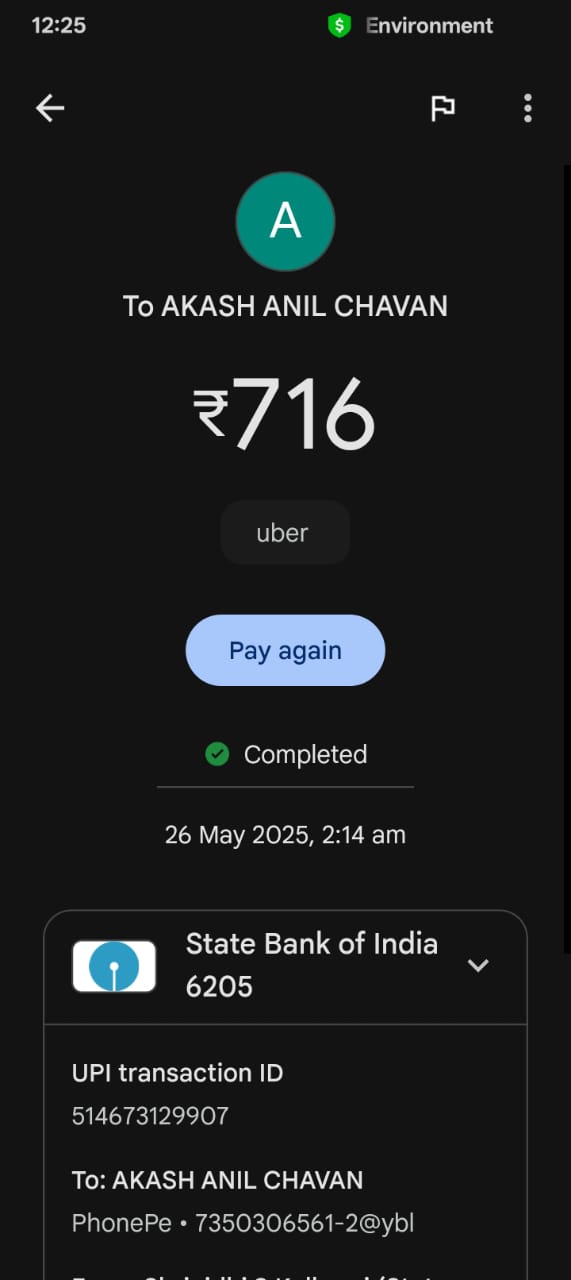 12:25
$ Environment
A
To AKASH ANIL CHAVAN
₹716
uber
Pay again
Completed
26 May 2025, 2:14 am
State Bank of India
6205
UPI transaction ID
514673129907
To: AKASH ANIL CHAVAN
PhonePe • 7350306561-2@ybl